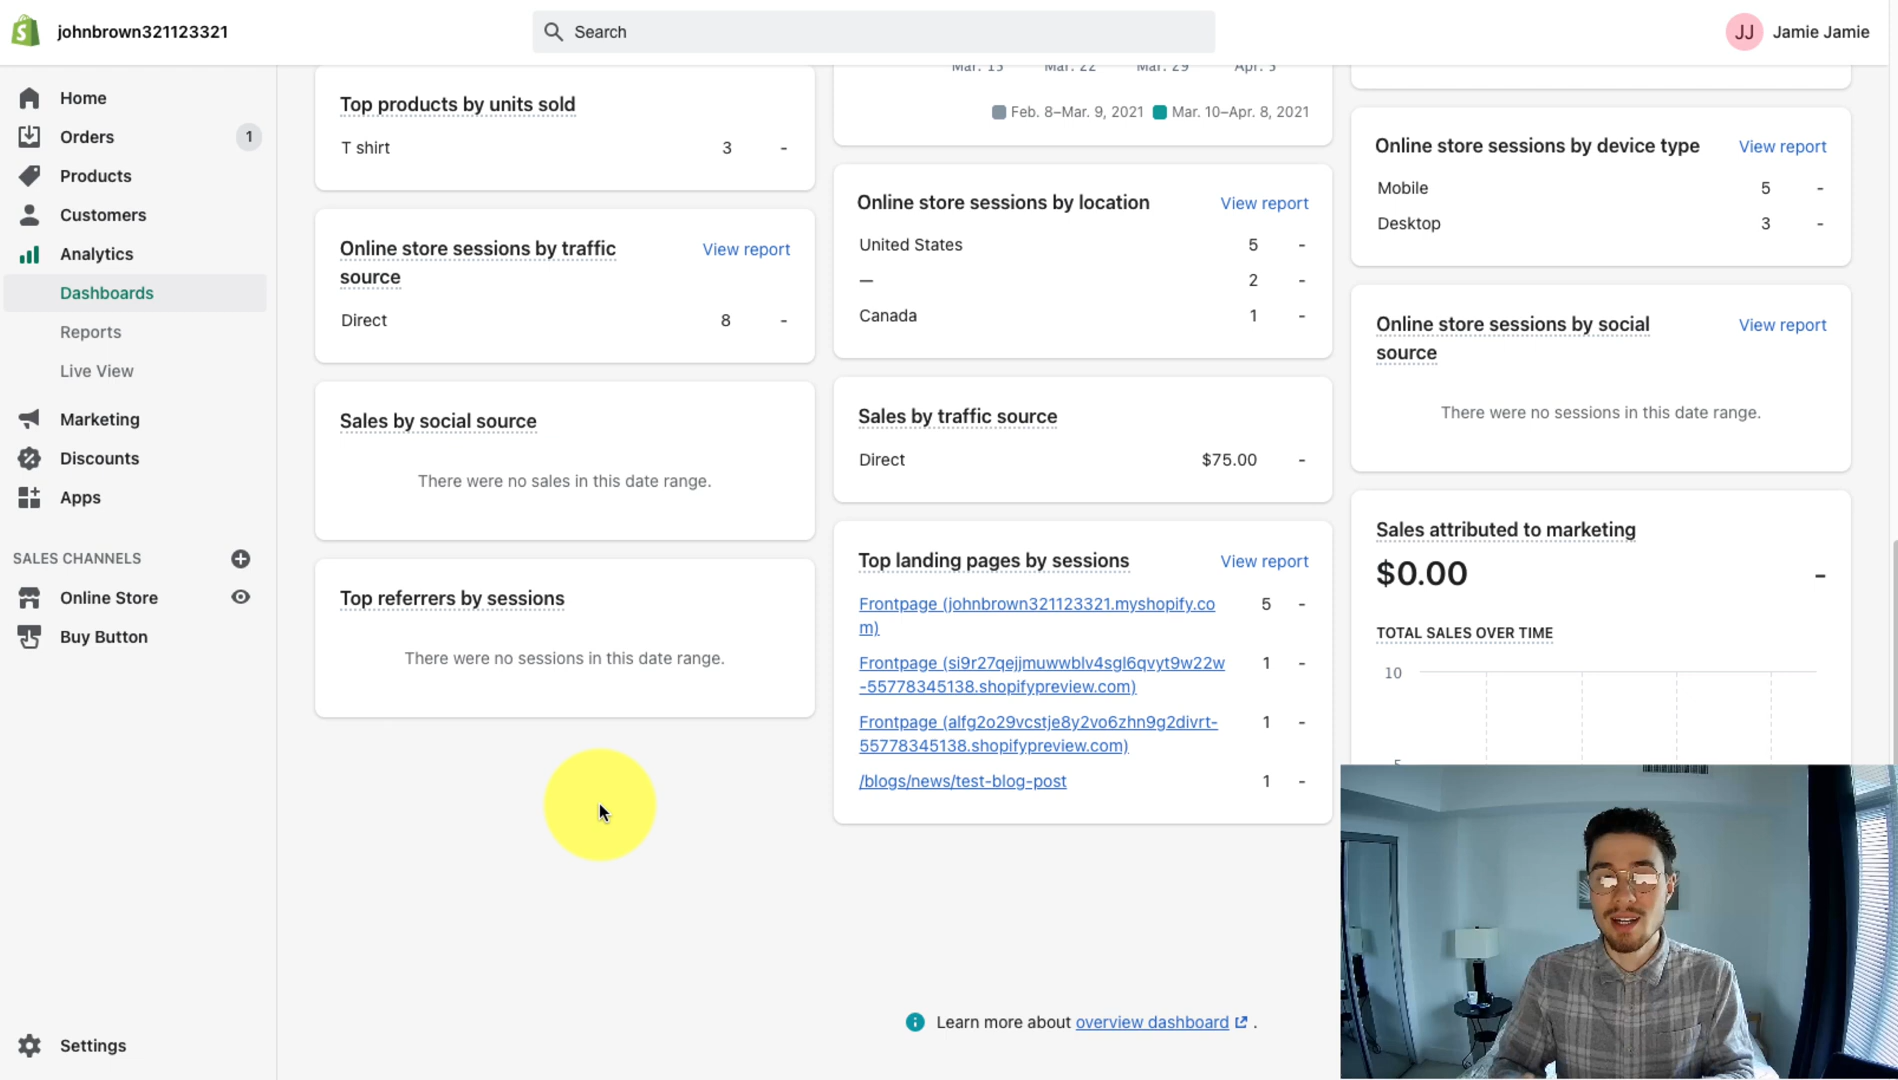 johnbrown321123321
Search
JJ
Jamie Jamie
Home
Orders
1
Products
Customers
Analytics
Dashboards
Reports
Live View
Marketing
Discounts
Apps
SALES CHANNELS
Online Store
Buy Button
Settings
Top products by units sold
T shirt 3 -
Online store sessions by traffic
source
View report
Direct 8 -
Sales by social source
There were no sales in this date range.
Top referrers by sessions
There were no sessions in this date range.
Mar. 15 Mar. 22 Mar. 29 Apr. 5
Feb. 8–Mar. 9, 2021 Mar. 10–Apr. 8, 2021
Online store sessions by location
View report
United States 5 -
— 2 -
Canada 1 -
Sales by traffic source
Direct $75.00 -
Top landing pages by sessions
View report
Frontpage (johnbrown321123321.myshopify.co
m)
5 -
Frontpage (si9r27qejjmuwwblv4sgl6qvyt9w22w
-55778345138.shopifypreview.com)
1 -
Frontpage (alfg2o29vcstje8y2vo6zhn9g2divrt-
55778345138.shopifypreview.com)
1 -
/blogs/news/test-blog-post 1 -
Online store sessions by device type
View report
Mobile 5 -
Desktop 3 -
Online store sessions by social
source
View report
There were no sessions in this date range.
Sales attributed to marketing
$0.00 -
TOTAL SALES OVER TIME
10
5
Learn more about overview dashboard .